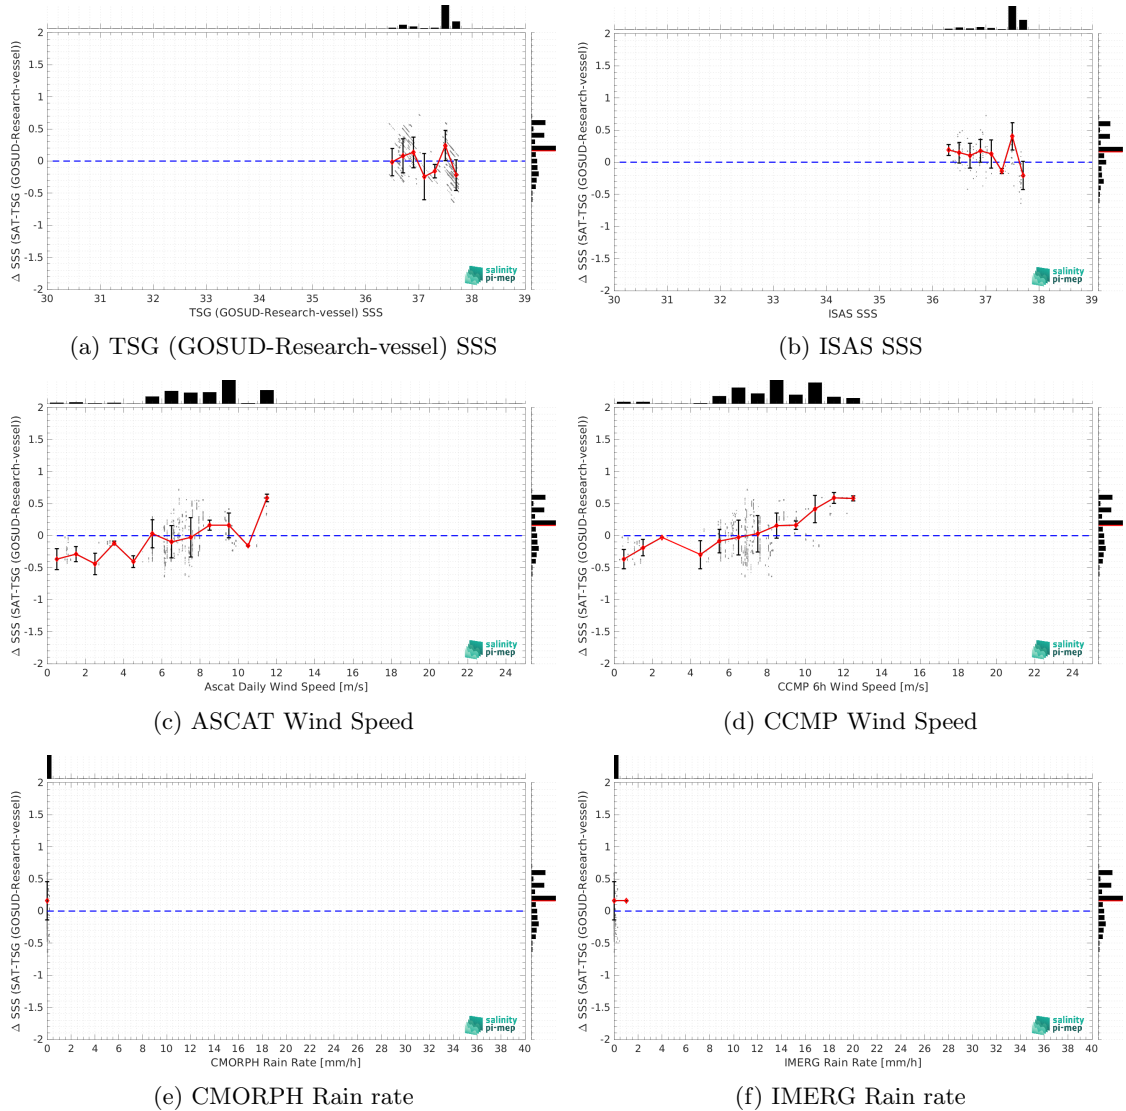 2
1.5
1
0.5
0
-0.5
-1
-1.5
-2
Δ SSS (SAT-TSG (GOSUD-Research-vessel))
30 31 32 33 34 35 36 37 38 39
TSG (GOSUD-Research-vessel) SSS
salinity
pi-mep
(a) TSG (GOSUD-Research-vessel) SSS
2
1.5
1
0.5
0
-0.5
-1
-1.5
-2
Δ SSS (SAT-TSG (GOSUD-Research-vessel))
30 31 32 33 34 35 36 37 38 39
ISAS SSS
salinity
pi-mep
(b) ISAS SSS
2
1.5
1
0.5
0
-0.5
-1
-1.5
-2
Δ SSS (SAT-TSG (GOSUD-Research-vessel))
0 2 4 6 8 10 12 14 16 18 20 22 24
Ascat Daily Wind Speed [m/s]
salinity
pi-mep
(c) ASCAT Wind Speed
2
1.5
1
0.5
0
-0.5
-1
-1.5
-2
Δ SSS (SAT-TSG (GOSUD-Research-vessel))
0 2 4 6 8 10 12 14 16 18 20 22 24
CCMP 6h Wind Speed [m/s]
salinity
pi-mep
(d) CCMP Wind Speed
2
1.5
1
0.5
0
-0.5
-1
-1.5
-2
Δ SSS (SAT-TSG (GOSUD-Research-vessel))
0 2 4 6 8 10 12 14 16 18 20 22 24 26 28 30 32 34 36 38 40
CMORPH Rain Rate [mm/h]
salinity
pi-mep
(e) CMORPH Rain rate
2
1.5
1
0.5
0
-0.5
-1
-1.5
-2
Δ SSS (SAT-TSG (GOSUD-Research-vessel))
0 2 4 6 8 10 12 14 16 18 20 22 24 26 28 30 32 34 36 38 40
IMERG Rain Rate [mm/h]
salinity
pi-mep
(f) IMERG Rain rate